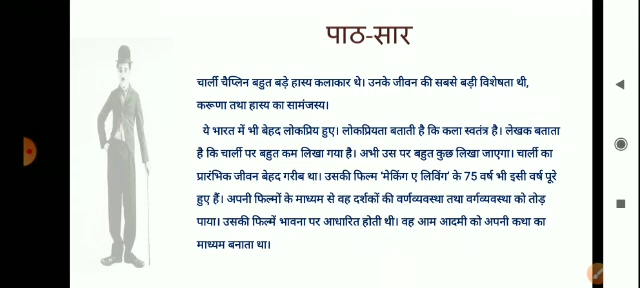 पाठ-सार
चार्ली चैप्लिन बहुत बड़े हास्य कलाकार थे। उनके जीवन की सबसे बड़ी विशेषता थी,
करूणा तथा हास्य का सामंजस्य।
ये भारत में भी बेहद लोकप्रिय हुए। लोकप्रियता बताती है कि कला स्वतंत्र है। लेखक बताता
है कि चार्ली पर बहुत कम लिखा गया है। अभी उस पर बहुत कुछ लिखा जाएगा। चार्ली का
प्रारंभिक जीवन बेहद गरीब था। उसकी फिल्म 'मेकिंग ए लिविंग' के 75 वर्ष भी इसी वर्ष पूरे
हुए हैं। अपनी फिल्मों के माध्यम से वह दर्शकों की वर्णव्यवस्था तथा वर्गव्यवस्था को तोड़
पाया। उसकी फिल्में भावना पर आधारित होती थी। वह आम आदमी को अपनी कथा का
माध्यम बनाता था।